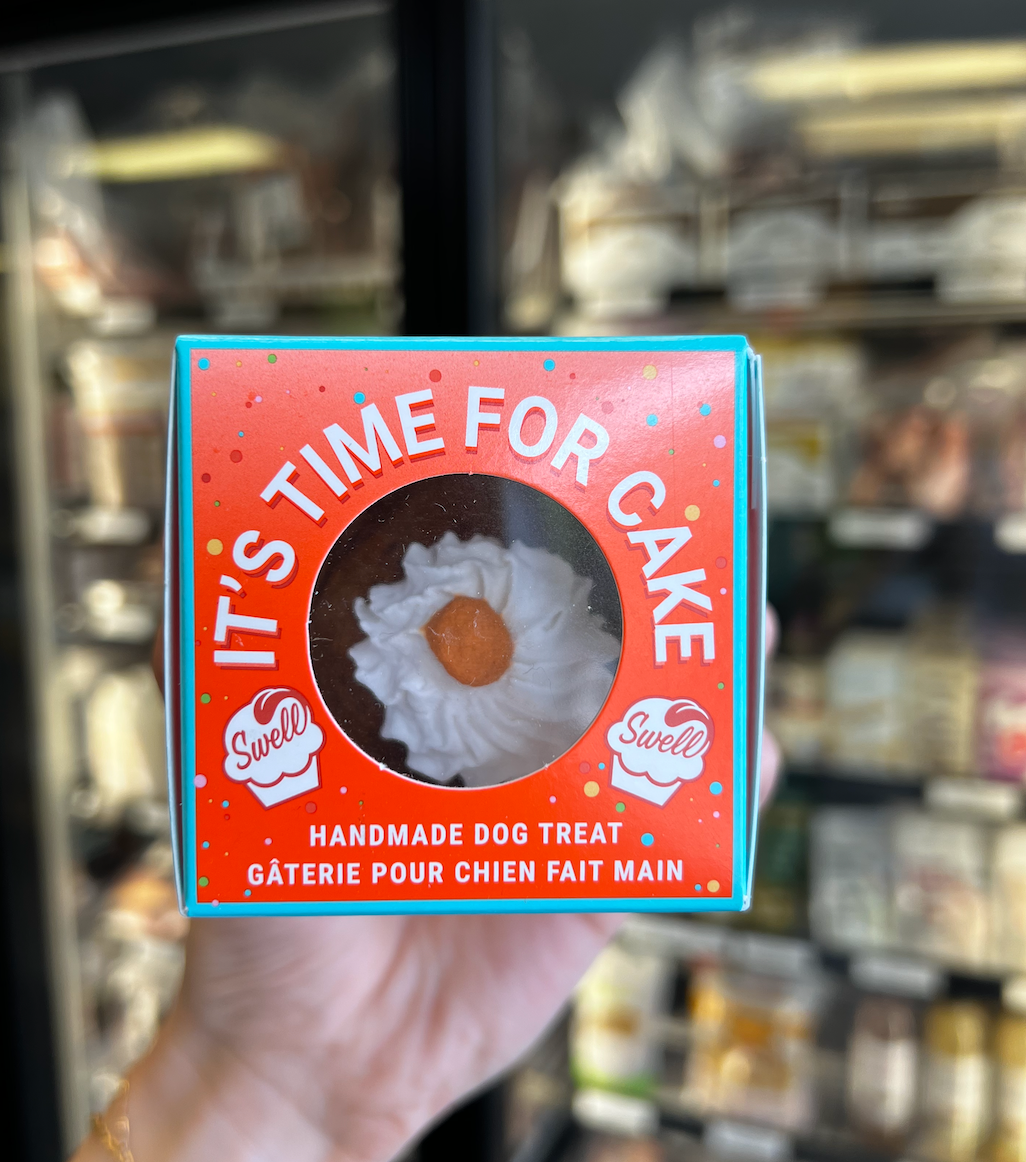 IT'S TIME FOR CAKE
Swell
Swell
HANDMADE DOG TREAT
GÂTERIE POUR CHIEN FAIT MAIN